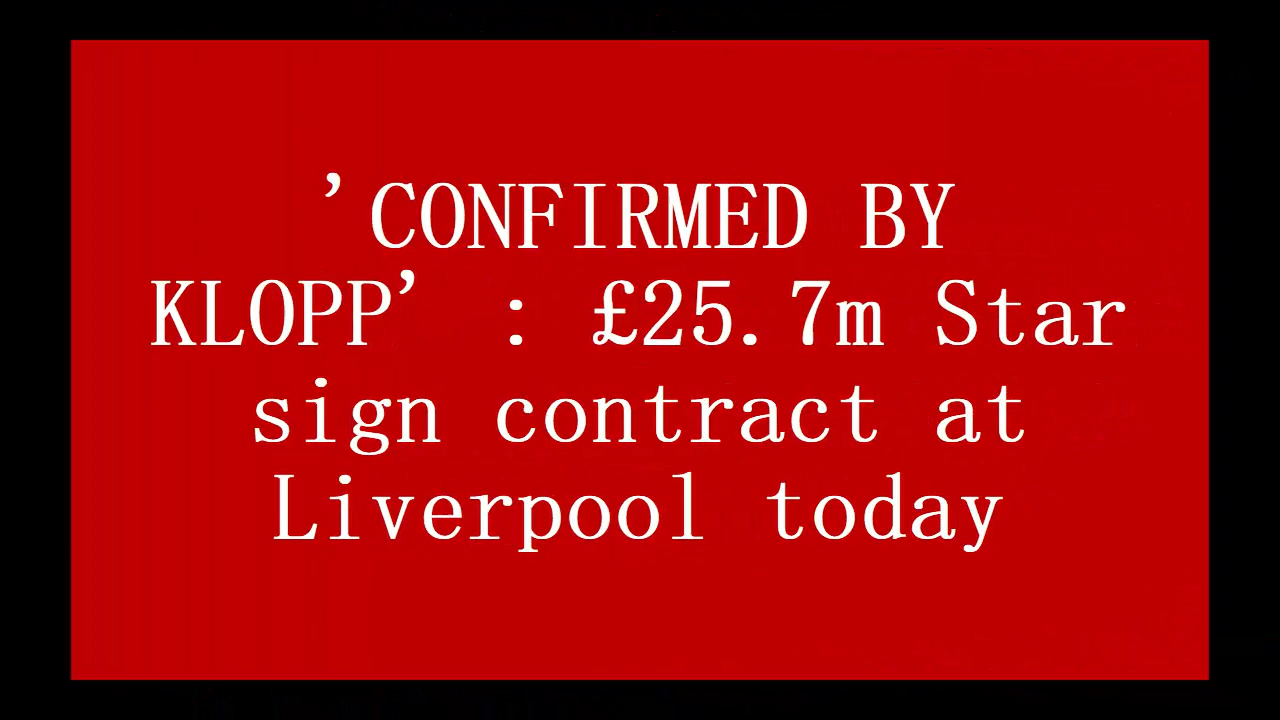 ’CONFIRMED BY
KLOPP’ : £25.7m Star
sign contract at
Liverpool today